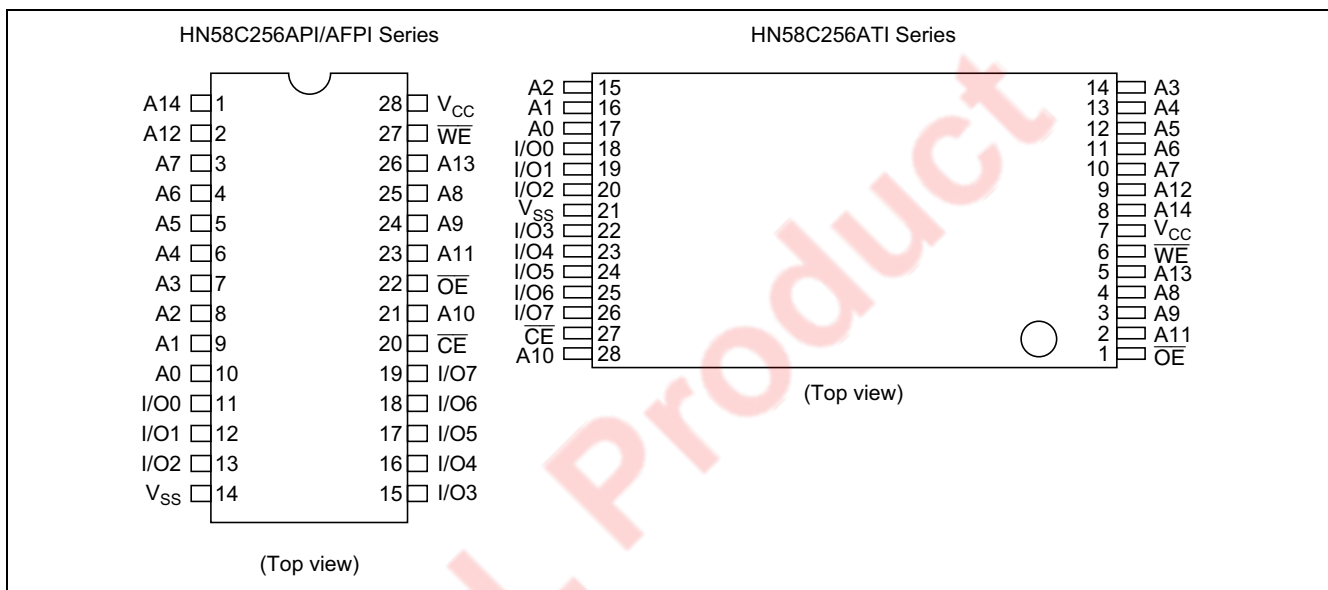 HN58C256API/AFPI Series
A14 1 28 VCC
A12 2 27 W̅E̅
A7 3 26 A13
A6 4 25 A8
A5 5 24 A9
A4 6 23 A11
A3 7 22 O̅E̅
A2 8 21 A10
A1 9 20 C̅E̅
A0 10 19 I/O7
I/O0 11 18 I/O6
I/O1 12 17 I/O5
I/O2 13 16 I/O4
VSS 14 15 I/O3
(Top view)
HN58C256ATI Series
A2 15 14 A3
A1 16 13 A4
A0 17 12 A5
I/O0 18 11 A6
I/O1 19 10 A7
I/O2 20 9 A12
VSS 21 8 A14
I/O3 22 7 VCC
I/O4 23 6 W̅E̅
I/O5 24 5 A13
I/O6 25 4 A8
I/O7 26 3 A9
C̅E̅ 27 2 A11
A10 28 1 O̅E̅
(Top view)
Product